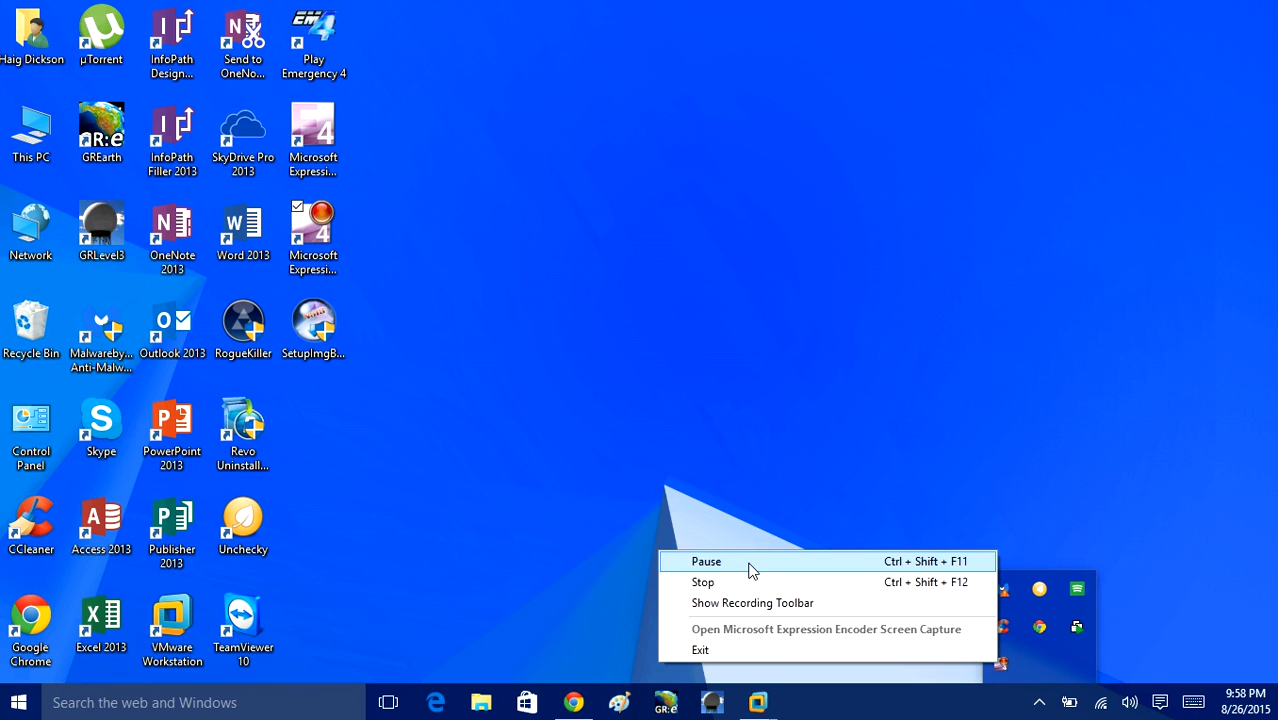 Haig Dickson
µTorrent
InfoPath
Design...
Send to
OneNo...
Play
Emergency 4
This PC
GR:e
GREarth
InfoPath
Filler 2013
SkyDrive Pro
2013
4
Microsoft
Expressi...
Network
GRLevel3
OneNote
2013
Word 2013
4
Microsoft
Expressi...
Recycle Bin
Malwareby...
Anti-Malw...
Outlook 2013
RogueKiller
SetupImgB...
Control
Panel
Skype
PowerPoint
2013
Revo
Uninstall...
CCleaner
Access 2013
Publisher
2013
Unchecky
Google
Chrome
Excel 2013
VMware
Workstation
TeamViewer
10
Pause Ctrl + Shift + F11
Stop Ctrl + Shift + F12
Show Recording Toolbar
Open Microsoft Expression Encoder Screen Capture
Exit
Search the web and Windows
GR:e
9:58 PM
8/26/2015